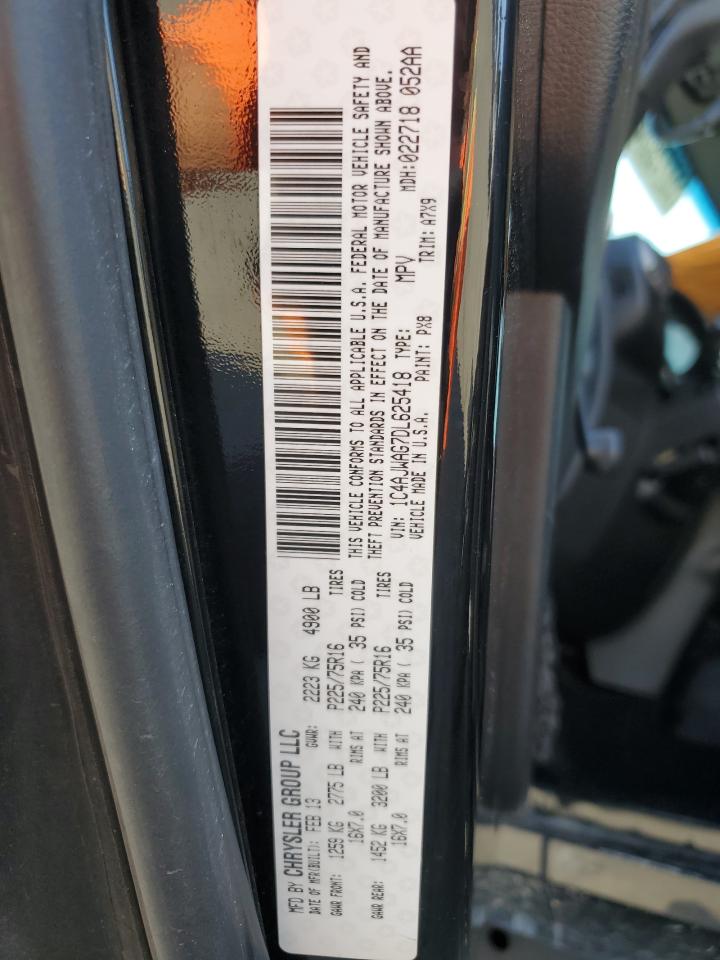 MFD BY CHRYSLER GROUP LLC
DATE OF MFR(BUILT): FEB 13 GVWR: 2223 KG 4900 LB
GAWR FRONT: 1259 KG 2775 LB WITH P225/75R16 TIRES
16X7.0 RIMS AT 240 KPA ( 35 PSI) COLD
GAWR REAR: 1452 KG 3200 LB WITH P225/75R16 TIRES
16X7.0 RIMS AT 240 KPA ( 35 PSI) COLD
THIS VEHICLE CONFORMS TO ALL APPLICABLE U.S.A. FEDERAL MOTOR VEHICLE SAFETY AND
THEFT PREVENTION STANDARDS IN EFFECT ON THE DATE OF MANUFACTURE SHOWN ABOVE.
VIN: 1C4AJWAG7DL625418 TYPE: MPV MDH:022718 052AA
VEHICLE MADE IN U.S.A. PAINT: PX8 TRIM: A7X9